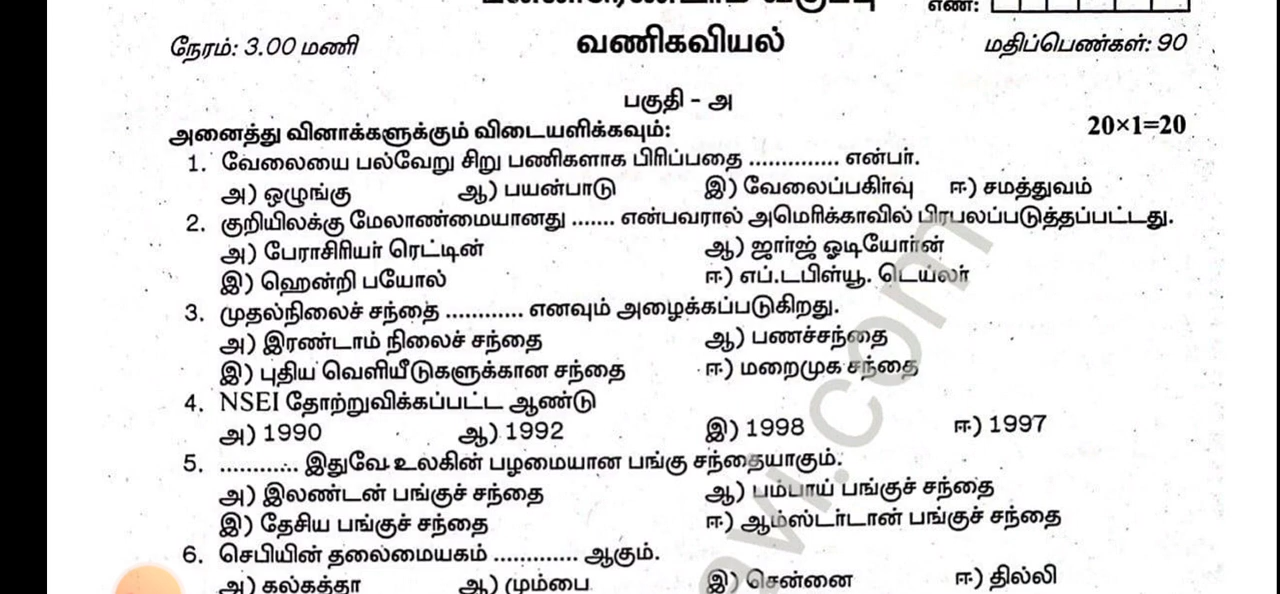 எண்:
நேரம்: 3.00 மணி வணிகவியல் மதிப்பெண்கள்: 90
பகுதி - அ
அனைத்து வினாக்களுக்கும் விடையளிக்கவும்: 20×1=20
1. வேலையை பல்வேறு சிறு பணிகளாக பிரிப்பதை .............. என்பர்.
அ) ஒழுங்கு ஆ) பயன்பாடு இ) வேலைப்பகிர்வு ஈ) சமத்துவம்
2. குறியிலக்கு மேலாண்மையானது ....... என்பவரால் அமெரிக்காவில் பிரபலப்படுத்தப்பட்டது.
அ) பேராசிரியர் ரெட்டின் ஆ) ஜார்ஜ் ஓடியோர்ன்
இ) ஹென்றி பயோல் ஈ) எப்.டபிள்யூ. டெய்லர்
3. முதல்நிலைச் சந்தை ............ எனவும் அழைக்கப்படுகிறது.
அ) இரண்டாம் நிலைச் சந்தை ஆ) பணச்சந்தை
இ) புதிய வெளியீடுகளுக்கான சந்தை ஈ) மறைமுக சந்தை
4. NSEI தோற்றுவிக்கப்பட்ட ஆண்டு
அ) 1990 ஆ) 1992 இ) 1998 ஈ) 1997
5. ............ இதுவே உலகின் பழமையான பங்கு சந்தையாகும்.
அ) இலண்டன் பங்குச் சந்தை ஆ) பம்பாய் பங்குச் சந்தை
இ) தேசிய பங்குச் சந்தை ஈ) ஆம்ஸ்டர்டான் பங்குச் சந்தை
6. செபியின் தலைமையகம் ............. ஆகும்.
அ) கல்கத்தா ஆ) மும்பை இ) சென்னை ஈ) தில்லி